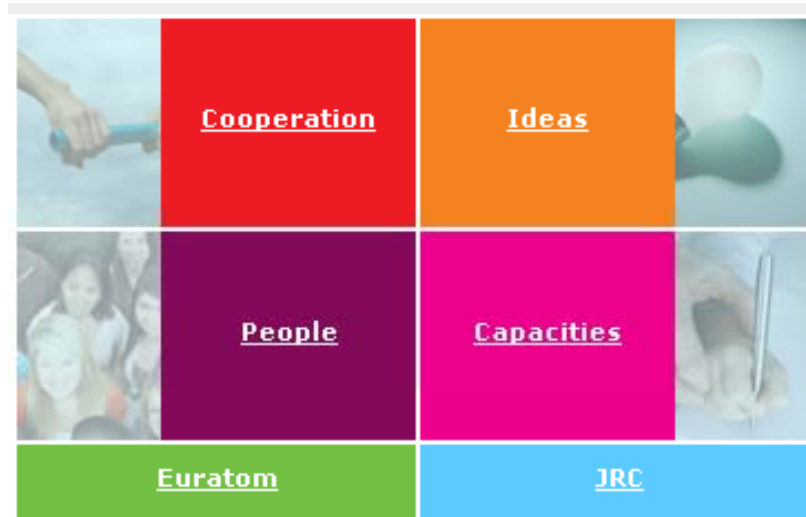 Cooperation
Ideas
People
Capacities
Euratom
JRC